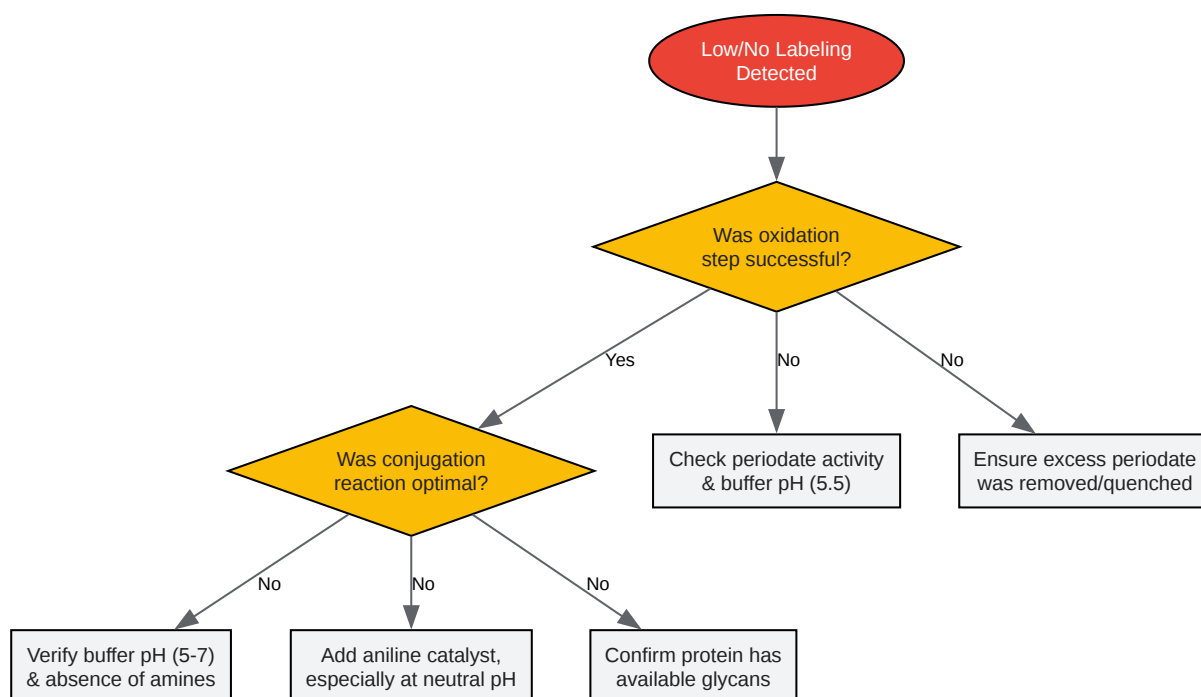 Low/No Labeling
Detected
Was oxidation
step successful?
Yes
No
No
Was conjugation
reaction optimal?
Check periodate activity
& buffer pH (5.5)
Ensure excess periodate
was removed/quenched
No
No
No
Verify buffer pH (5-7)
& absence of amines
Add aniline catalyst,
especially at neutral pH
Confirm protein has
available glycans